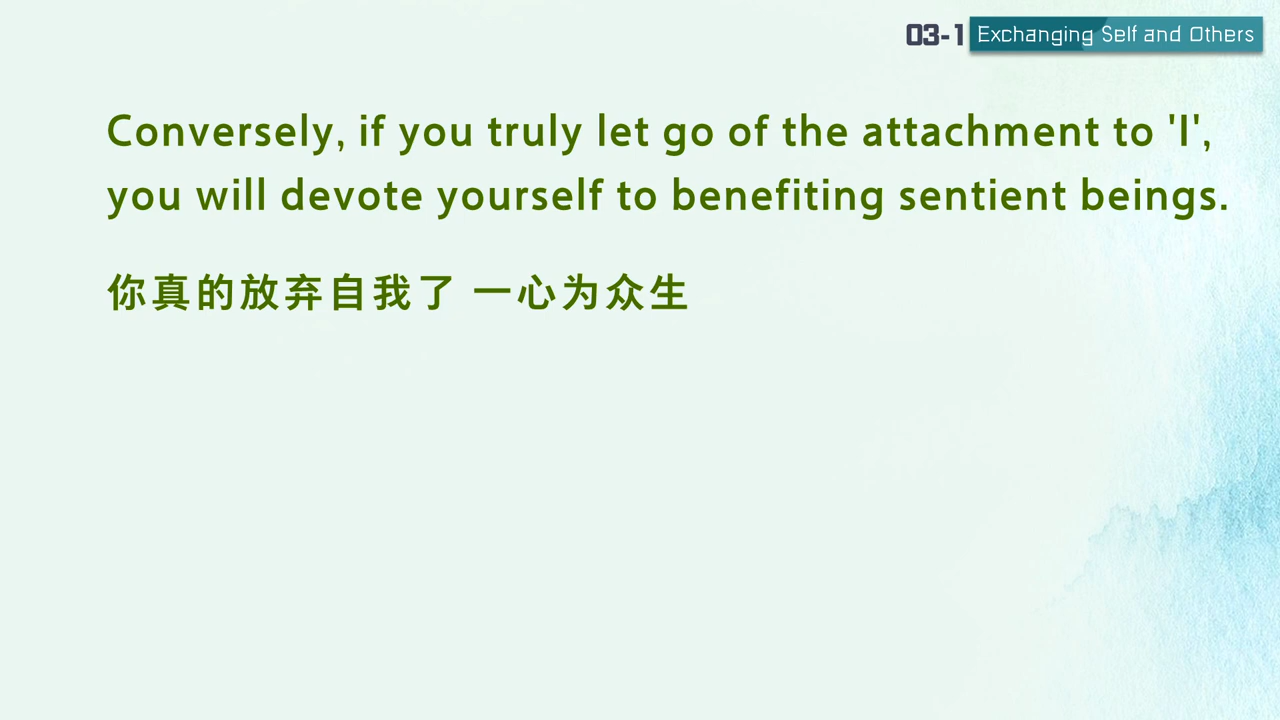 03-1 Exchanging Self and Others
Conversely, if you truly let go of the attachment to 'I',
you will devote yourself to benefiting sentient beings.
你真的放弃自我了 一心为众生